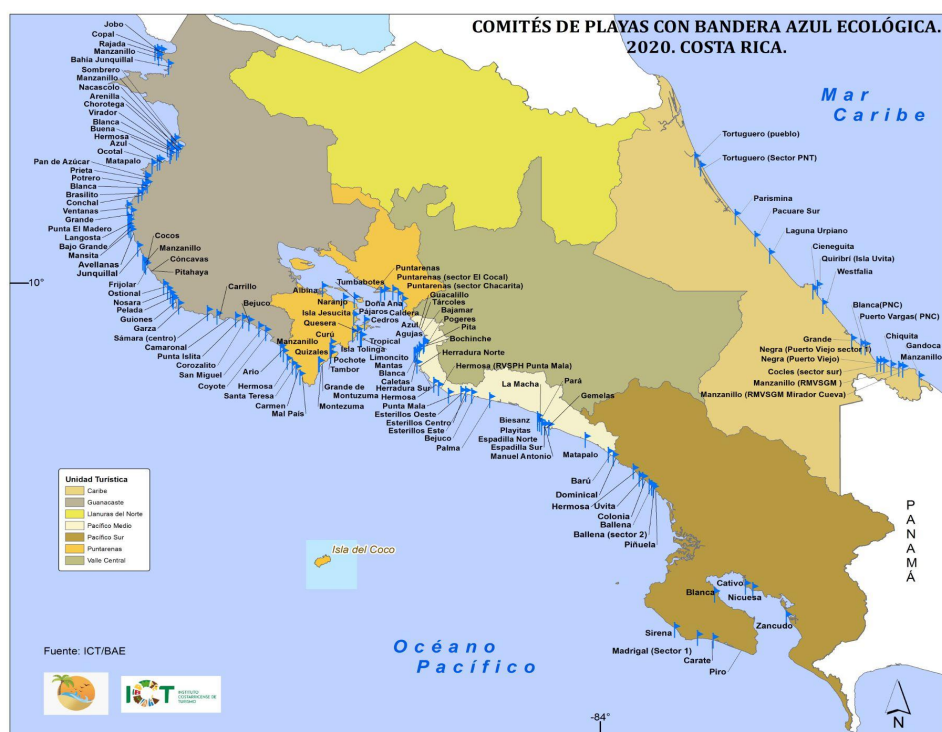 COMITÉS DE PLAYAS CON BANDERA AZUL ECOLÓGICA.
2020. COSTA RICA.
Mar
Caribe
Jobo
Copal
Rajada
Manzanillo
Bahia Junquillal
Sombrero
Manzanillo
Nacascolo
Arenilla
Chorotega
Virador
Blanca
Buena
Hermosa
Azul
Ocotal
Matapalo
Pan de Azúcar
Prieta
Potrero
Blanca
Brasilito
Conchal
Ventanas
Grande
Punta El Madero
Langosta
Bajo Grande
Mansita
Avellanas
Junquillal
Cocos
Manzanillo
Cóncavas
Pitahaya
10°
Frijolar
Ostional
Nosara
Pelada
Guiones
Garza
Carrillo
Bejuco
Sámara (centro)
Camaronal
Punta Islita
Corozalito
San Miguel
Coyote
Ario
Hermosa
Santa Teresa
Carmen
Mal País
Albina
Naranjo
Isla Jesucita
Quesera
Curú
Manzanillo
Quizales
Isla Tolinga
Pochote
Tambor
Grande de
Montuzuma
Montezuma
Tumbabotes
Puntarenas
Puntarenas (sector El Cocal)
Puntarenas (sector Chacarita)
Doña Ana
Pájaros
Caldera
Cedros
Tropical
Guacalillo
Tárcoles
Bajamar
Pogeres
Azul
Agujas
Pita
Bochinche
Limoncito
Mantas
Blanca
Caletas
Herradura Norte
Herradura Sur
Hermosa (RVSPH Punta Mala)
Hermosa
Punta Mala
Esterillos Oeste
Esterillos Centro
Esterillos Este
Bejuco
Palma
La Macha
Pará
Gemelas
Biesanz
Playitas
Espadilla Norte
Espadilla Sur
Manuel Antonio
Matapalo
Barú
Dominical
Hermosa
Uvita
Colonia
Ballena
Ballena (sector 2)
Piñuela
Tortuguero (pueblo)
Tortuguero (Sector PNT)
Parismina
Pacuare Sur
Laguna Urpiano
Cieneguita
Quiribrí (Isla Uvita)
Westfalia
Blanca(PNC)
Puerto Vargas( PNC)
Grande
Chiquita
Negra (Puerto Viejo sector 1)
Gandoca
Negra (Puerto Viejo)
Manzanillo
Cocles (sector sur)
Manzanillo (RMVSGM )
Manzanillo (RMVSGM Mirador Cueva)
Unidad Turística
Caribe
Guanacaste
Llanuras del Norte
Pacífico Medio
Pacífico Sur
Puntarenas
Valle Central
Isla del Coco
PANAMÁ
Cativo
Blanca
Nicuesa
Zancudo
Sirena
Madrigal (Sector 1)
Carate
Piro
Océano
Pacífico
Fuente: ICT/BAE
ICT
INSTITUTO
COSTARRICENSE DE
TURISMO
-84°
N